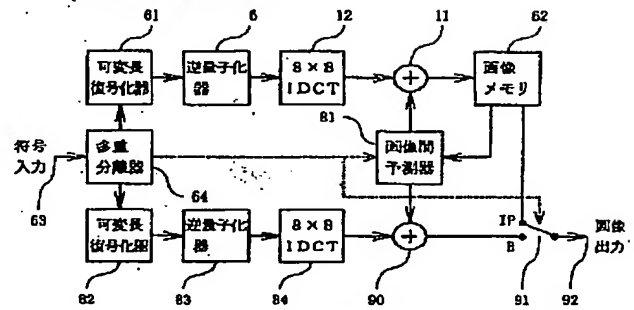 61
6
12
11
62
可変長
復号化器
逆量子化
器
8×8
IDCT
画像
メモリ
81
符号
入力
多重
分離器
画像間
予測器
63
64
可変長
復号化器
逆量子化
器
8×8
IDCT
IP
B
画像
出力
82
83
84
90
91
92